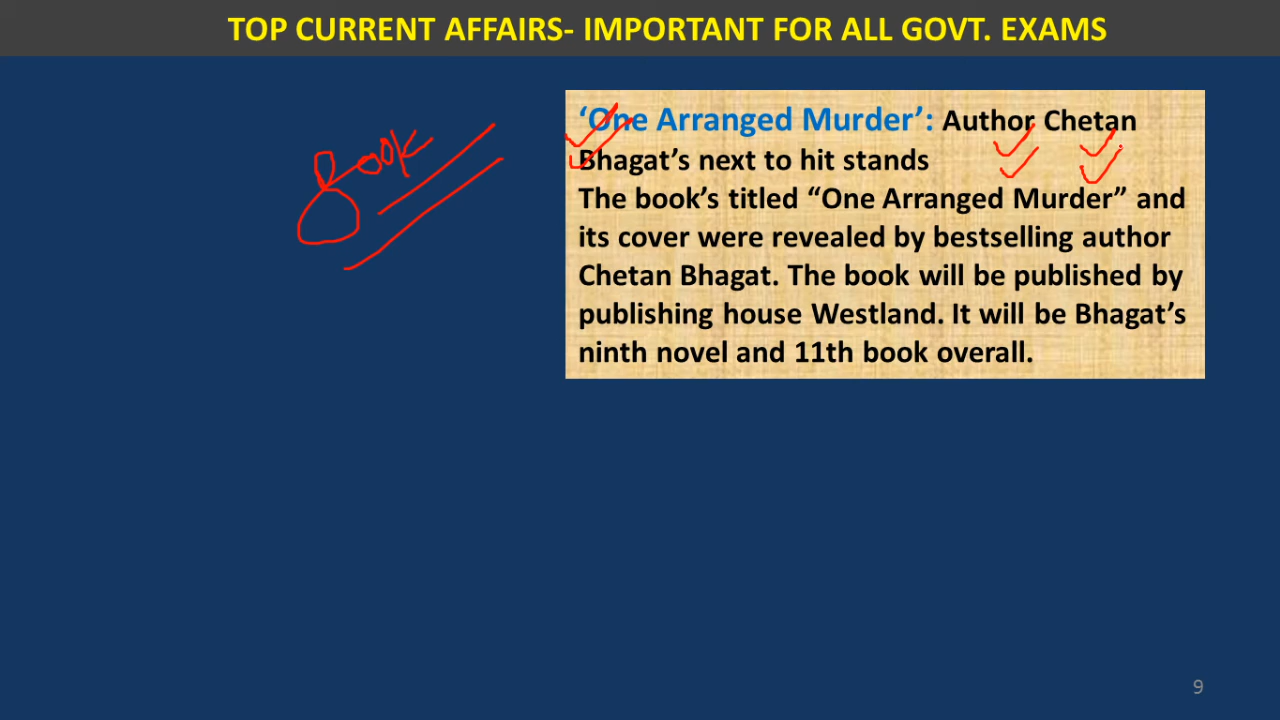 TOP CURRENT AFFAIRS- IMPORTANT FOR ALL GOVT. EXAMS
Book
‘One Arranged Murder’: Author Chetan
Bhagat’s next to hit stands
The book’s titled “One Arranged Murder” and
its cover were revealed by bestselling author
Chetan Bhagat. The book will be published by
publishing house Westland. It will be Bhagat’s
ninth novel and 11th book overall.
9